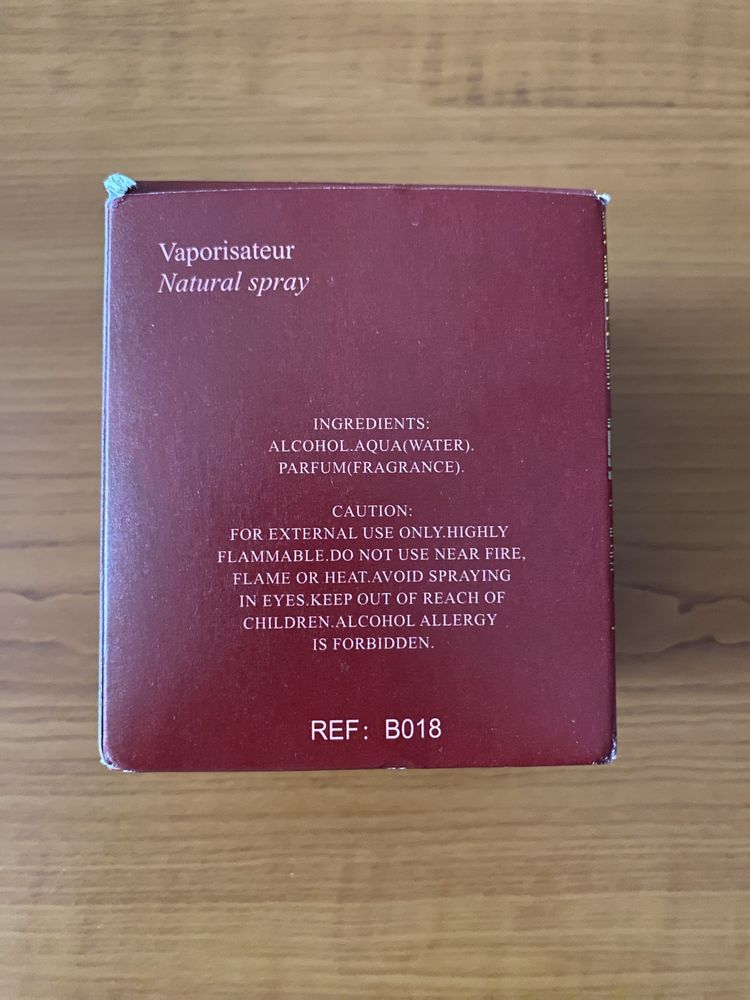 Vaporisateur
Natural spray
INGREDIENTS:
ALCOHOL.AQUA(WATER).
PARFUM(FRAGRANCE).
CAUTION:
FOR EXTERNAL USE ONLY.HIGHLY
FLAMMABLE.DO NOT USE NEAR FIRE,
FLAME OR HEAT.AVOID SPRAYING
IN EYES.KEEP OUT OF REACH OF
CHILDREN.ALCOHOL ALLERGY
IS FORBIDDEN.
REF: B018